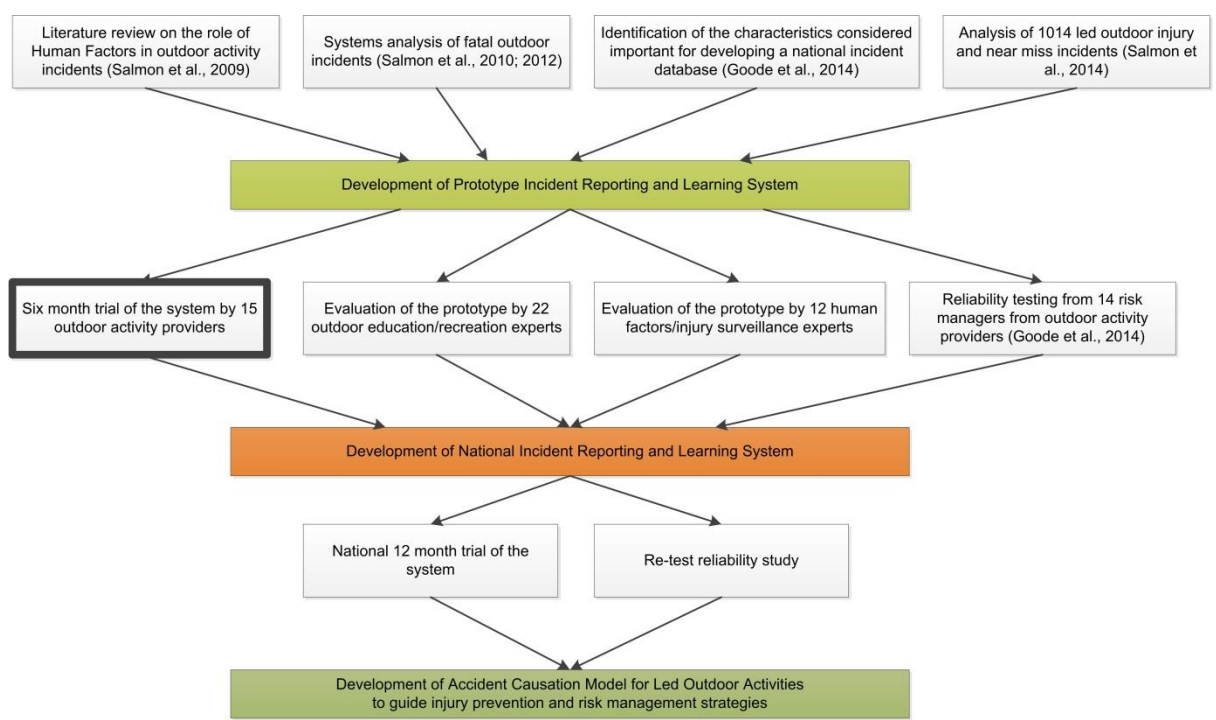 Literature review on the role of
Human Factors in outdoor activity
incidents (Salmon et al., 2009)
Systems analysis of fatal outdoor
incidents (Salmon et al., 2010; 2012)
Identification of the characteristics considered
important for developing a national incident
database (Goode et al., 2014)
Analysis of 1014 led outdoor injury
and near miss incidents (Salmon et
al., 2014)
Development of Prototype Incident Reporting and Learning System
Six month trial of the system by 15
outdoor activity providers
Evaluation of the prototype by 22
outdoor education/recreation experts
Evaluation of the prototype by 12 human
factors/injury surveillance experts
Reliability testing from 14 risk
managers from outdoor activity
providers (Goode et al., 2014)
Development of National Incident Reporting and Learning System
National 12 month trial of the
system
Re-test reliability study
Development of Accident Causation Model for Led Outdoor Activities
to guide injury prevention and risk management strategies